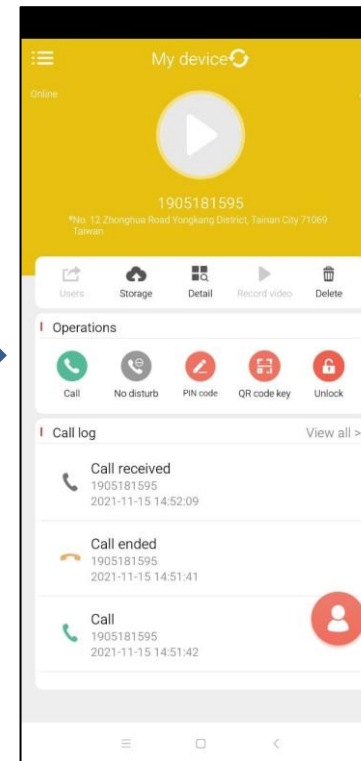 My device
Online
1905181595
*No. 12 Zhonghua Road Yongkang District, Tainan City 71069
Taiwan
Users Storage Detail Record video Delete
Operations
Call No disturb PIN code QR code key Unlock
Call log View all >
Call received
1905181595
2021-11-15 14:52:09
Call ended
1905181595
2021-11-15 14:51:41
Call
1905181595
2021-11-15 14:51:42